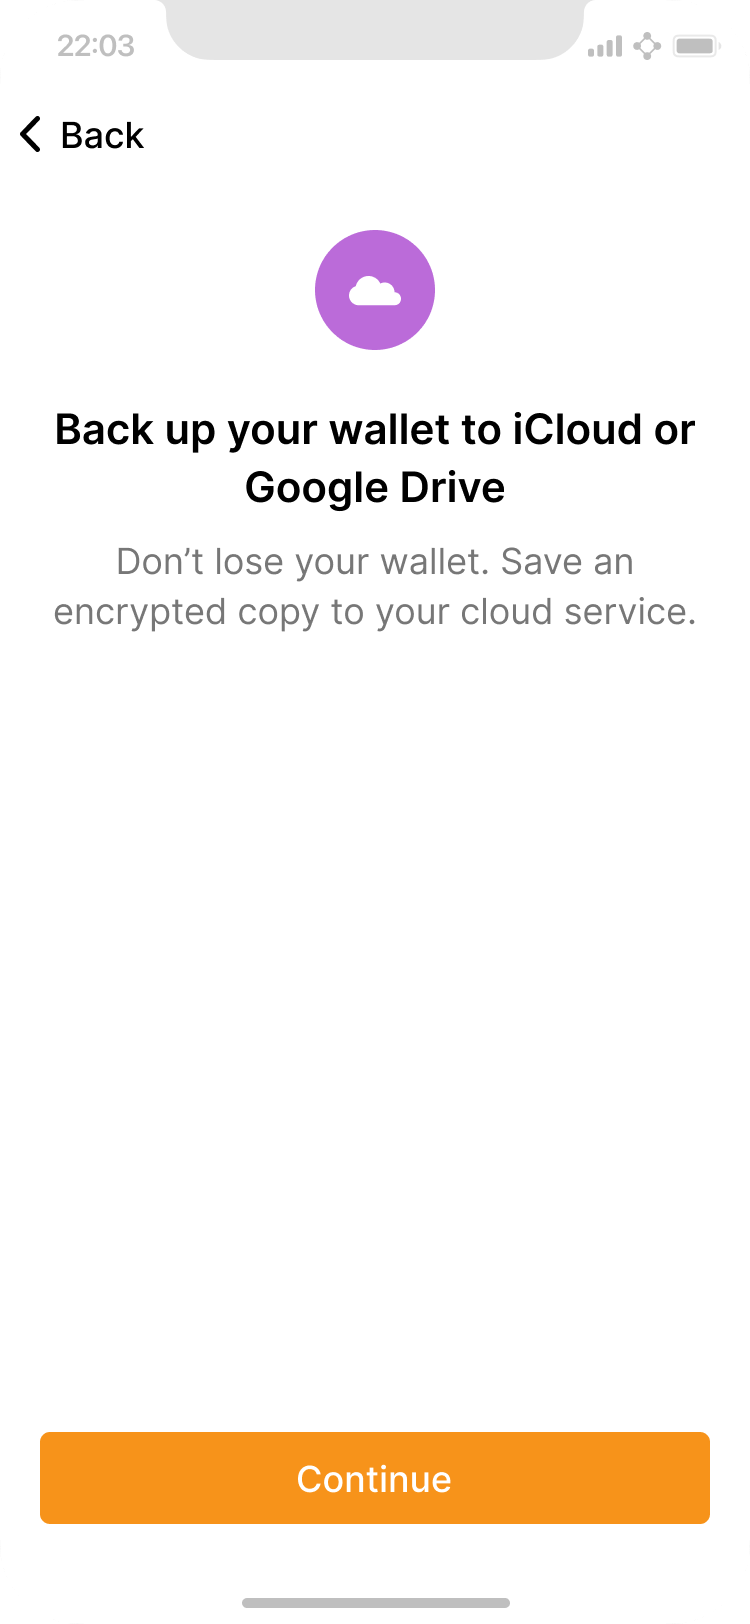 22:03
Back
Back up your wallet to iCloud or
Google Drive
Don’t lose your wallet. Save an
encrypted copy to your cloud service.
Continue